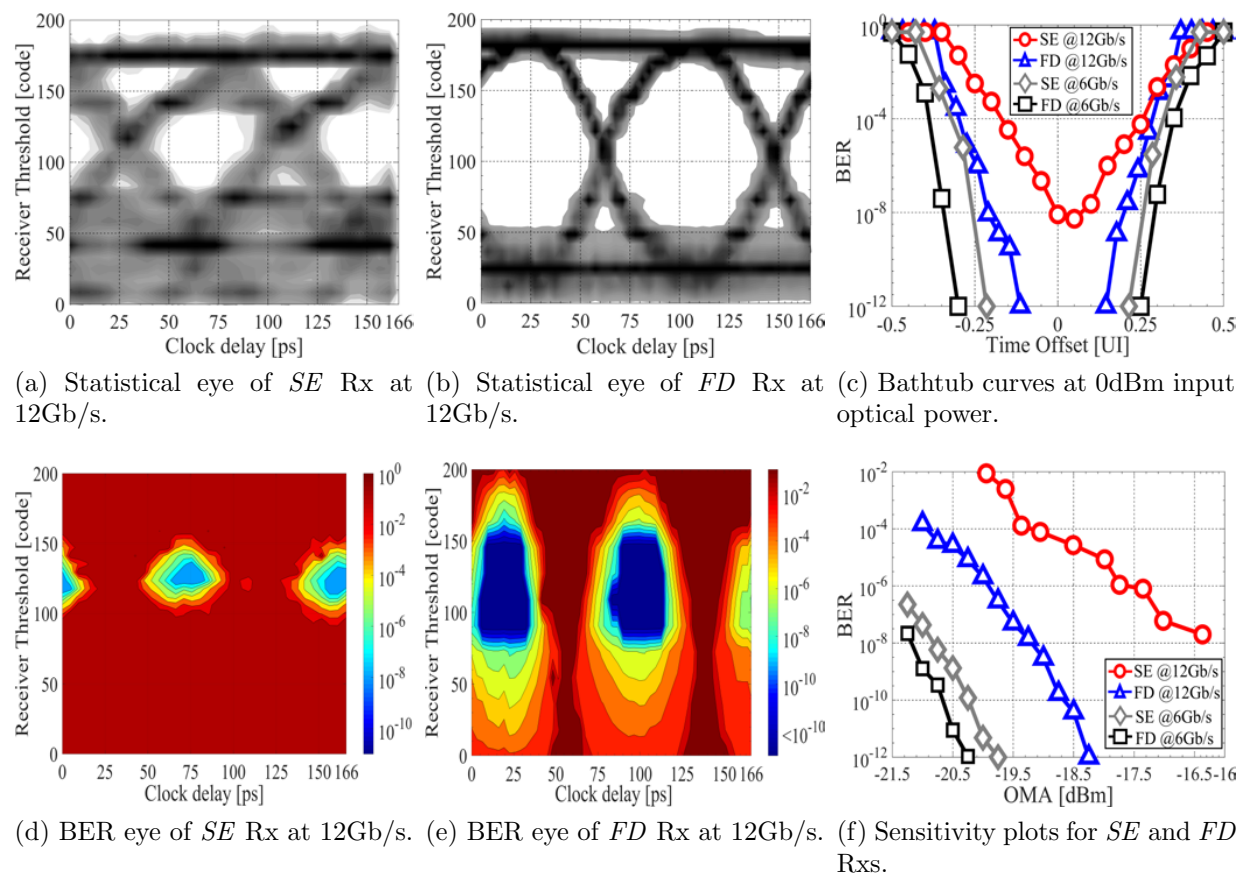 200
150
100
50
0
Receiver Threshold [code]
0 25 50 75 100 125 150 166
Clock delay [ps]
(a) Statistical eye of SE Rx at 12Gb/s.
200
150
100
50
0
Receiver Threshold [code]
0 25 50 75 100 125 150 166
Clock delay [ps]
(b) Statistical eye of FD Rx at 12Gb/s.
10^0
10^-4
10^-8
10^-12
BER
SE @12Gb/s
FD @12Gb/s
SE @6Gb/s
FD @6Gb/s
-0.5 -0.25 0 0.25 0.5
Time Offset [UI]
(c) Bathtub curves at 0dBm input optical power.
200
150
100
50
0
Receiver Threshold [code]
0 25 50 75 100 125 150 166
Clock delay [ps]
10^0
10^-2
10^-4
10^-6
10^-8
10^-10
(d) BER eye of SE Rx at 12Gb/s.
200
150
100
50
0
Receiver Threshold [code]
0 25 50 75 100 125 150 166
Clock delay [ps]
10^-2
10^-4
10^-6
10^-8
10^-10
<10^-10
(e) BER eye of FD Rx at 12Gb/s.
10^-2
10^-4
10^-6
10^-8
10^-10
10^-12
BER
SE @12Gb/s
FD @12Gb/s
SE @6Gb/s
FD @6Gb/s
-21.5 -20.5 -19.5 -18.5 -17.5 -16.5 -16
OMA [dBm]
(f) Sensitivity plots for SE and FD Rxs.